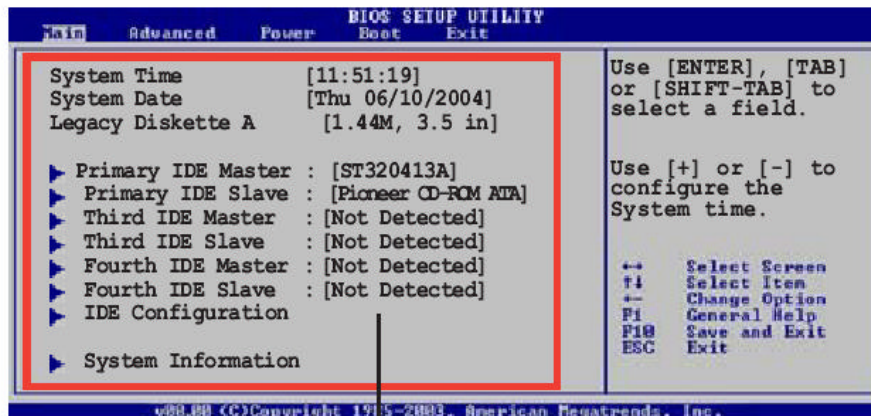 BIOS SETUP UTILITY
Main Advanced Power Boot Exit
System Time [11:51:19]
System Date [Thu 06/10/2004]
Legacy Diskette A [1.44M, 3.5 in]
Primary IDE Master : [ST320413A]
Primary IDE Slave : [Pioneer CD-ROM ATA]
Third IDE Master : [Not Detected]
Third IDE Slave : [Not Detected]
Fourth IDE Master : [Not Detected]
Fourth IDE Slave : [Not Detected]
IDE Configuration
System Information
Use [ENTER], [TAB]
or [SHIFT-TAB] to
select a field.
Use [+] or [-] to
configure the
System time.
↔ Select Screen
↑↓ Select Item
+- Change Option
F1 General Help
F10 Save and Exit
ESC Exit
v00.00 (C)Copyright 1985-2003, American Megatrends, Inc.